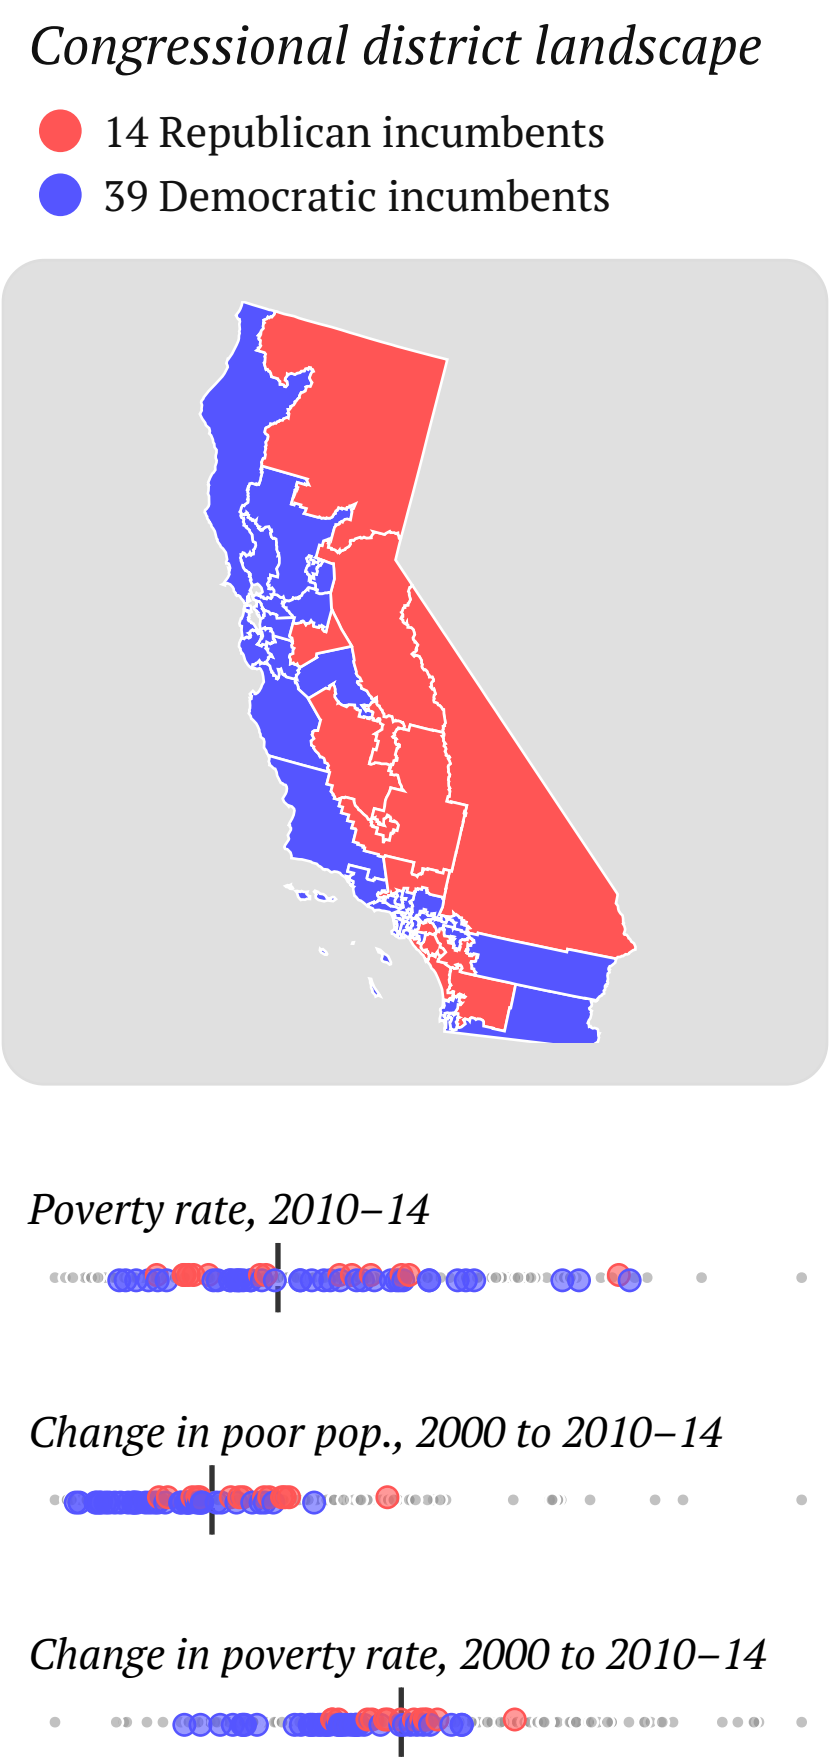 Congressional district landscape
14 Republican incumbents
39 Democratic incumbents
Poverty rate, 2010–14
Change in poor pop., 2000 to 2010–14
Change in poverty rate, 2000 to 2010–14